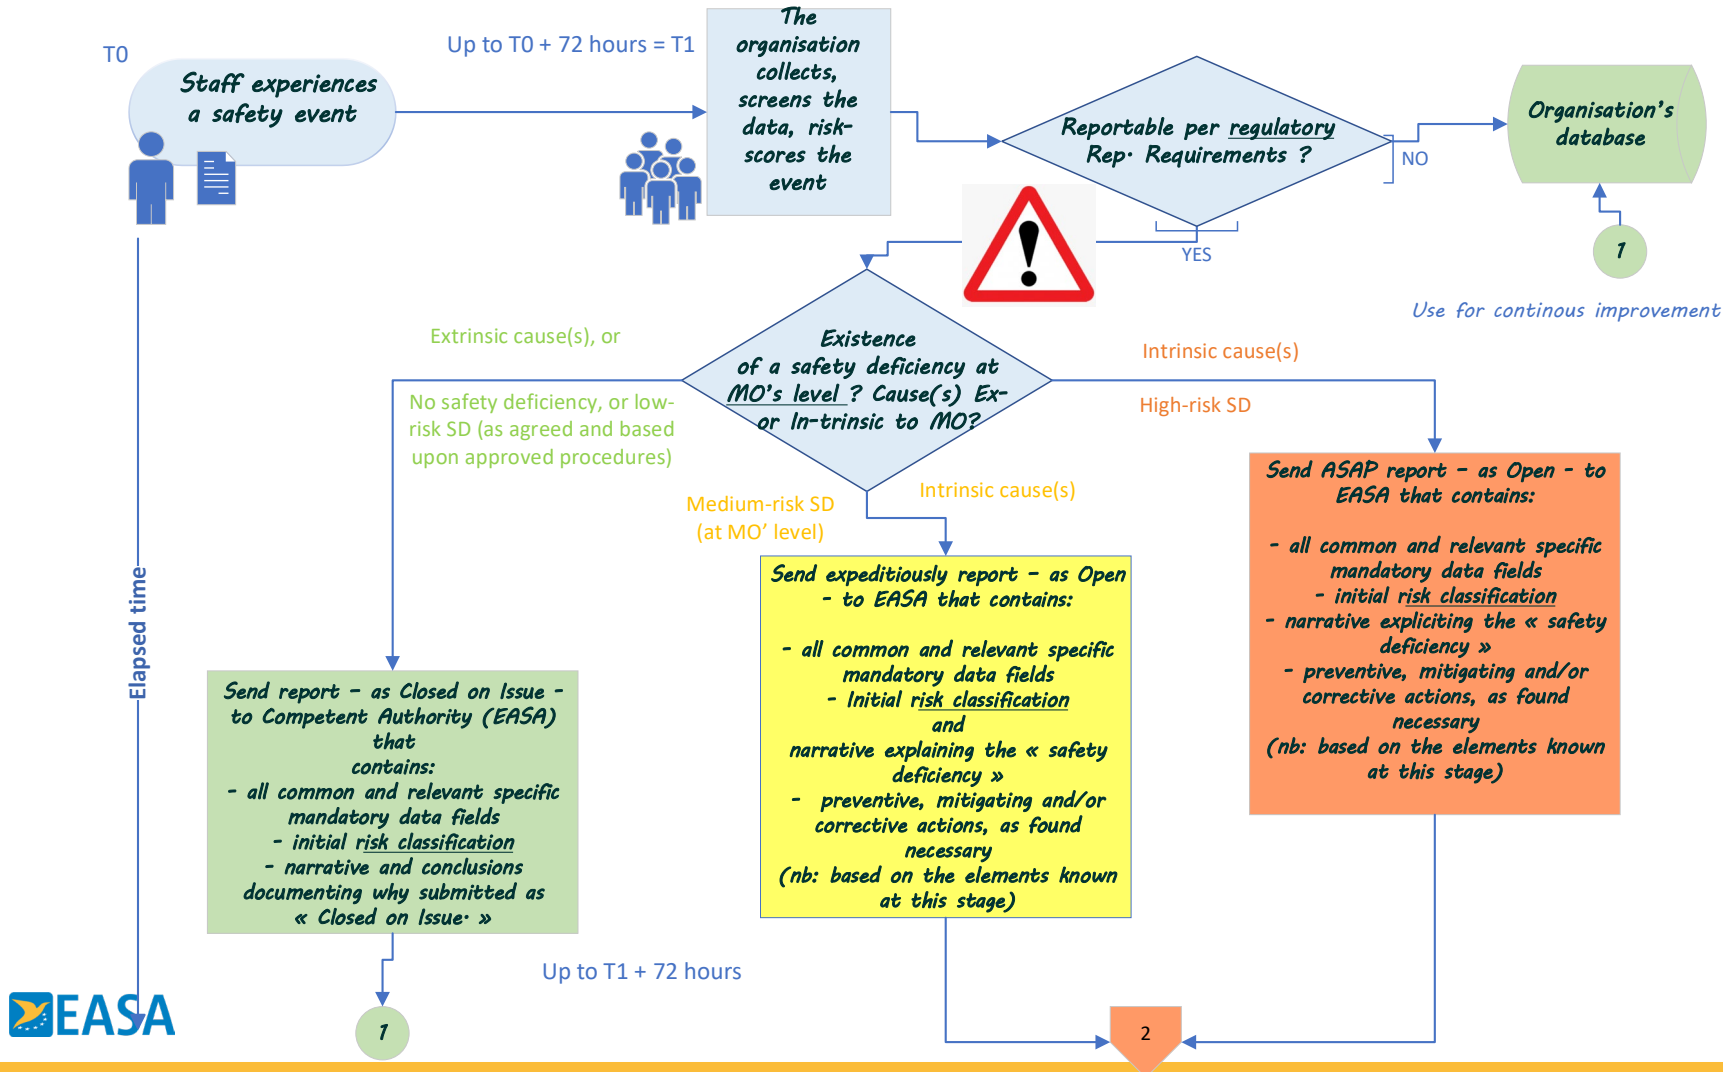 T0
Staff experiences
a safety event
Up to T0 + 72 hours = T1
The
organisation
collects,
screens the
data, risk-
scores the
event
Reportable per regulatory
Rep. Requirements ?
NO
Organisation's
database
1
Use for continous improvement
YES
Existence
of a safety deficiency at
MO's level ? Cause(s) Ex-
or In-trinsic to MO?
Extrinsic cause(s), or
No safety deficiency, or low-
risk SD (as agreed and based
upon approved procedures)
Medium-risk SD
(at MO' level)
Intrinsic cause(s)
Intrinsic cause(s)
High-risk SD
Elapsed time
Send report - as Closed on Issue -
to Competent Authority (EASA)
that
contains:
- all common and relevant specific
mandatory data fields
- initial risk classification
- narrative and conclusions
documenting why submitted as
« Closed on Issue. »
Send expeditiously report - as Open
- to EASA that contains:
- all common and relevant specific
mandatory data fields
- Initial risk classification
and
narrative explaining the « safety
deficiency »
- preventive, mitigating and/or
corrective actions, as found
necessary
(nb: based on the elements known
at this stage)
Send ASAP report - as Open - to
EASA that contains:
- all common and relevant specific
mandatory data fields
- initial risk classification
- narrative expliciting the « safety
deficiency »
- preventive, mitigating and/or
corrective actions, as found
necessary
(nb: based on the elements known
at this stage)
Up to T1 + 72 hours
1
2
EASA